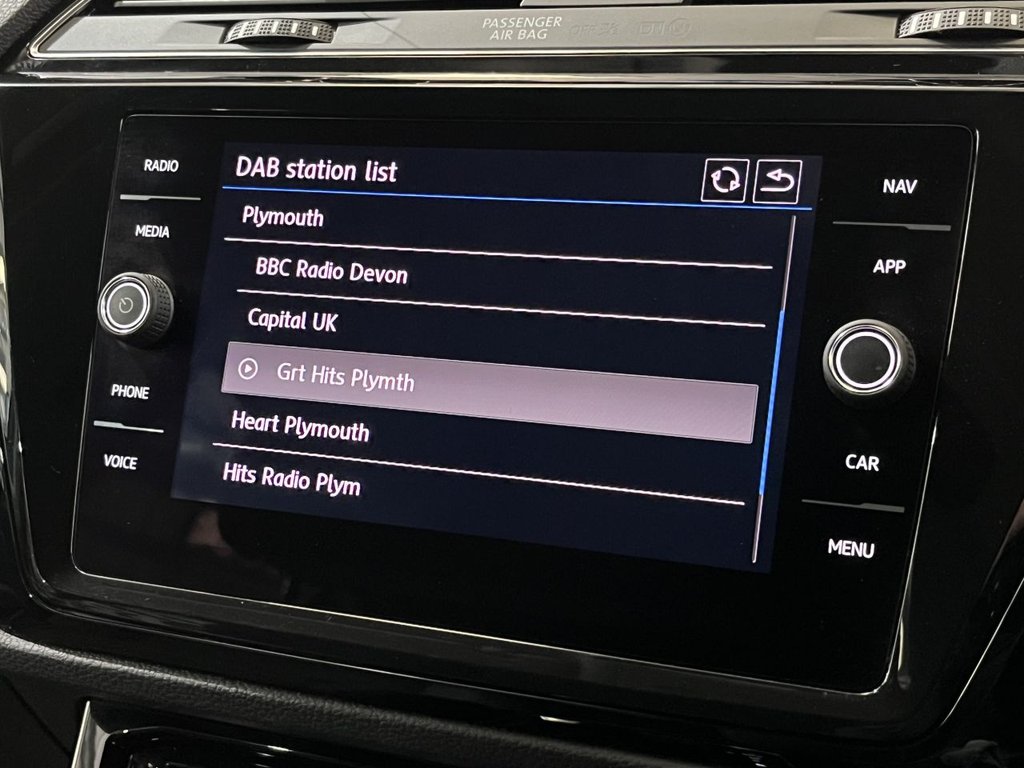 PASSENGER
AIR BAG
RADIO
MEDIA
PHONE
VOICE
DAB station list
Plymouth
BBC Radio Devon
Capital UK
Grt Hits Plymth
Heart Plymouth
Hits Radio Plym
NAV
APP
CAR
MENU